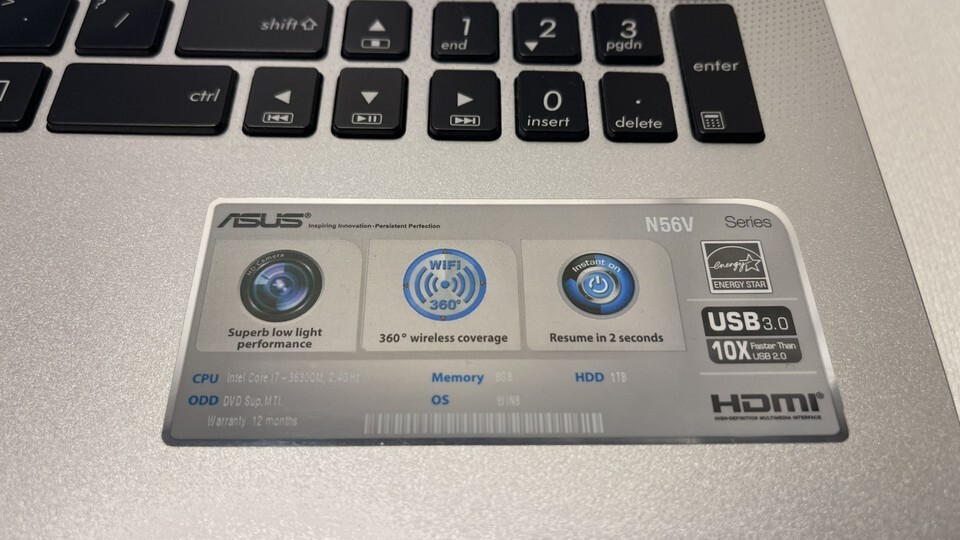 > .
? /
shift
1 end
2
3 pgdn
enter
ctrl
0 insert
. delete
ASUS® Inspiring Innovation • Persistent Perfection
N56V Series
HD Camera
Superb low light
performance
WiFi
360°
360° wireless coverage
Instant on
Resume in 2 seconds
energy
ENERGY STAR
USB 3.0
10X Faster Than
USB 2.0
CPU Intel Core i7-3630QM, 2.4GHz
Memory 8GB
HDD 1TB
ODD DVD Sup.MTL
OS WIN8
Warranty 12 months
HDMI®
HIGH-DEFINITION MULTIMEDIA INTERFACE